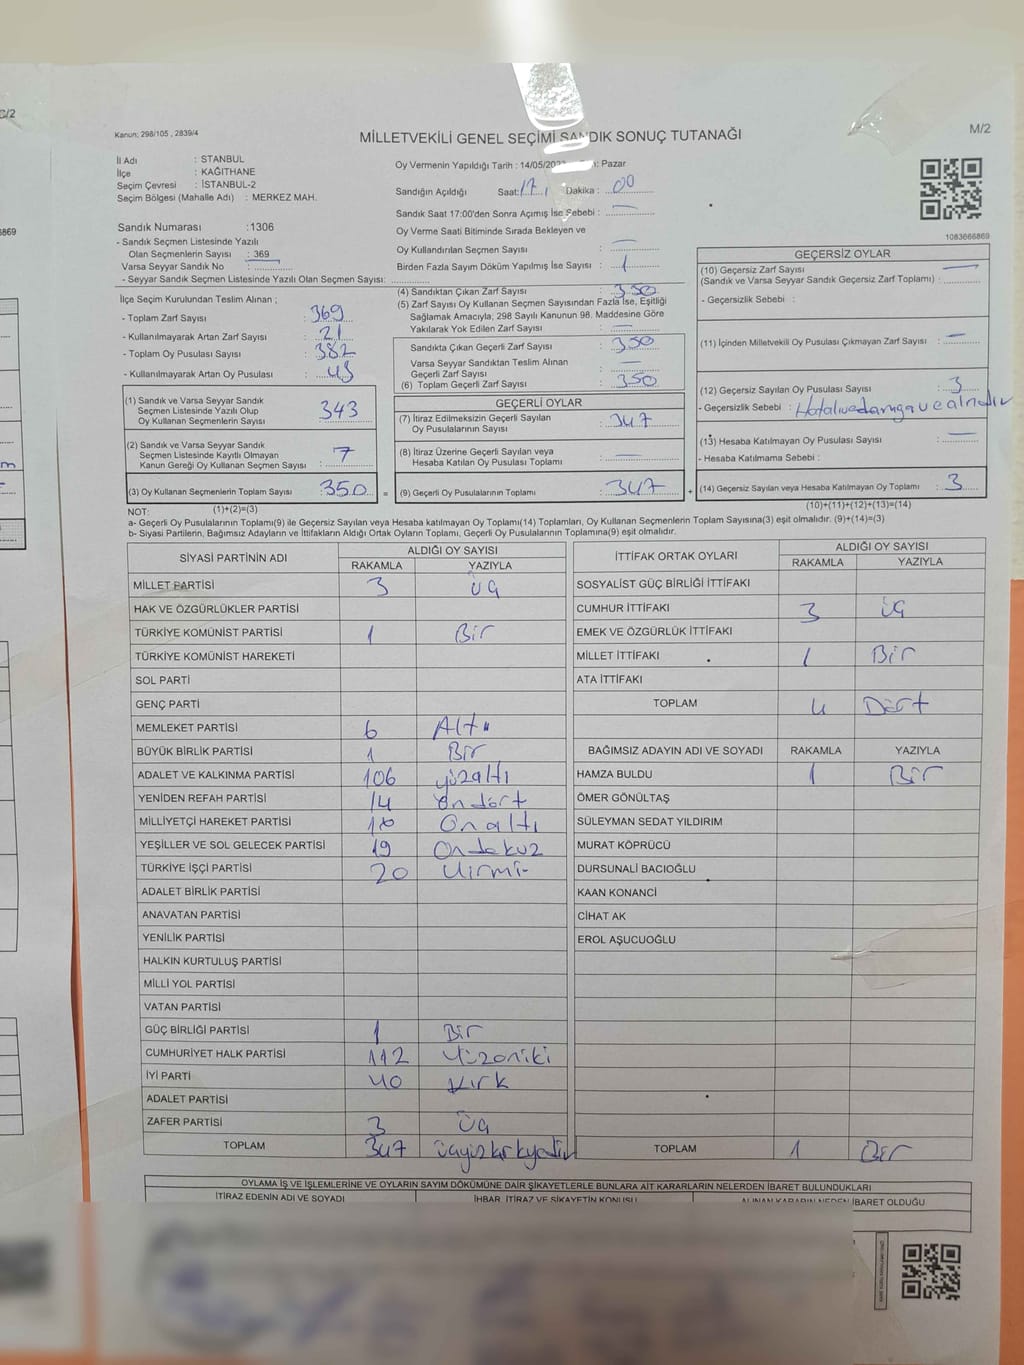 Kanun: 298/105 , 2839/4
MİLLETVEKİLİ GENEL SEÇİMİ SANDIK SONUÇ TUTANAĞI
M/2
İl Adı : STANBUL
İlçe : KAĞITHANE
Seçim Çevresi : İSTANBUL-2
Seçim Bölgesi (Mahalle Adı) : MERKEZ MAH.
Oy Vermenin Yapıldığı Tarih : 14/05/202 : Pazar
Sandığın Açıldığı Saat: 17 Dakika : 00
Sandık Saat 17:00'den Sonra Açımış İse Sebebi : —
Oy Verme Saati Bitiminde Sırada Bekleyen ve
Oy Kullandırılan Seçmen Sayısı : —
Birden Fazla Sayım Döküm Yapılmış İse Sayısı : 1
1083666869
Sandık Numarası :1306
- Sandık Seçmen Listesinde Yazılı
Olan Seçmenlerin Sayısı : 369
Varsa Seyyar Sandık No :
- Seyyar Sandık Seçmen Listesinde Yazılı Olan Seçmen Sayısı:
İlçe Seçim Kurulundan Teslim Alınan ;
- Toplam Zarf Sayısı : 369
- Kullanılmayarak Artan Zarf Sayısı : 21
- Toplam Oy Pusulası Sayısı : 382
- Kullanılmayarak Artan Oy Pusulası :
(1) Sandık ve Varsa Seyyar Sandık
Seçmen Listesinde Yazılı Olup
Oy Kullanan Seçmenlerin Sayısı : 343
(2) Sandık ve Varsa Seyyar Sandık
Seçmen Listesinde Kayıtlı Olmayan
Kanun Gereği Oy Kullanan Seçmen Sayısı : 7
(3) Oy Kullanan Seçmenlerin Toplam Sayısı :350 =
(4) Sandıktan Çıkan Zarf Sayısı : 350
(5) Zarf Sayısı Oy Kullanan Seçmen Sayısından Fazla İse, Eşitliği
Sağlamak Amacıyla; 298 Sayılı Kanunun 98. Maddesine Göre
Yakılarak Yok Edilen Zarf Sayısı : —
Sandıkta Çıkan Geçerli Zarf Sayısı : 350
Varsa Seyyar Sandıktan Teslim Alınan
Geçerli Zarf Sayısı : —
(6) Toplam Geçerli Zarf Sayısı : 350
GEÇERLİ OYLAR
(7) İtiraz Edilmeksizin Geçerli Sayılan
Oy Pusulalarının Sayısı : 347
(8) İtiraz Üzerine Geçerli Sayılan veya
Hesaba Katılan Oy Pusulası Toplamı : —
(9) Geçerli Oy Pusulalarının Toplamı : 347 +
GEÇERSİZ OYLAR
(10) Geçersiz Zarf Sayısı —
(Sandık ve Varsa Seyyar Sandık Geçersiz Zarf Toplamı) :
- Geçersizlik Sebebi :
(11) İçinden Milletvekili Oy Pusulası Çıkmayan Zarf Sayısı : —
(12) Geçersiz Sayılan Oy Pusulası Sayısı : 3
- Geçersizlik Sebebi :
(13) Hesaba Katılmayan Oy Pusulası Sayısı : —
- Hesaba Katılmama Sebebi :
(14) Geçersiz Sayılan veya Hesaba Katılmayan Oy Toplamı : 3
NOT: (1)+(2)=(3) (10)+(11)+(12)+(13)=(14)
a- Geçerli Oy Pusulalarının Toplamı(9) ile Geçersiz Sayılan veya Hesaba katılmayan Oy Toplamı(14) Toplamları, Oy Kullanan Seçmenlerin Toplam Sayısına(3) eşit olmalıdır. (9)+(14)=(3)
b- Siyasi Partilerin, Bağımsız Adayların ve İttifakların Aldığı Ortak Oyların Toplamı, Geçerli Oy Pusulalarının Toplamına(9) eşit olmalıdır.
SİYASİ PARTİNİN ADI ALDIĞI OY SAYISI
RAKAMLA YAZIYLA
MİLLET PARTİSİ 3 üç
HAK VE ÖZGÜRLÜKLER PARTİSİ
TÜRKİYE KOMÜNİST PARTİSİ 1 Bir
TÜRKİYE KOMÜNİST HAREKETİ
SOL PARTİ
GENÇ PARTİ
MEMLEKET PARTİSİ 6 Altı
BÜYÜK BİRLİK PARTİSİ 1 Bir
ADALET VE KALKINMA PARTİSİ 106 yüzaltı
YENİDEN REFAH PARTİSİ 14 öndört
MİLLİYETÇİ HAREKET PARTİSİ 16 Onaltı
YEŞİLLER VE SOL GELECEK PARTİSİ 19 Ondokuz
TÜRKİYE İŞÇİ PARTİSİ 20 Yirmi
ADALET BİRLİK PARTİSİ
ANAVATAN PARTİSİ
YENİLİK PARTİSİ
HALKIN KURTULUŞ PARTİSİ
MİLLİ YOL PARTİSİ
VATAN PARTİSİ
GÜÇ BİRLİĞİ PARTİSİ 1 Bir
CUMHURİYET HALK PARTİSİ 112 Yüzoniki
İYİ PARTİ 40 Kırk
ADALET PARTİSİ
ZAFER PARTİSİ 3 üç
TOPLAM 347 üçyüzkırkyedi
İTTİFAK ORTAK OYLARI ALDIĞI OY SAYISI
RAKAMLA YAZIYLA
SOSYALİST GÜÇ BİRLİĞİ İTTİFAKI
CUMHUR İTTİFAKI 3 üç
EMEK VE ÖZGÜRLÜK İTTİFAKI
MİLLET İTTİFAKI 1 Bir
ATA İTTİFAKI
TOPLAM 4 Dört
BAĞIMSIZ ADAYIN ADI VE SOYADI RAKAMLA YAZIYLA
HAMZA BULDU 1 Bir
ÖMER GÖNÜLTAŞ
SÜLEYMAN SEDAT YILDIRIM
MURAT KÖPRÜCÜ
DURSUNALİ BACIOĞLU
KAAN KONANCİ
CİHAT AK
EROL AŞUCUOĞLU
TOPLAM 1 Bir
OYLAMA İŞ VE İŞLEMLERİNE VE OYLARIN SAYIM DÖKÜMÜNE DAİR ŞİKAYETLERLE BUNLARA AİT KARARLARIN NELERDEN İBARET BULUNDUKLARI
İTİRAZ EDENİN ADI VE SOYADI İHBAR, İTİRAZ VE ŞİKAYETİN KONUSU ALINAN KARARIN NEDEN İBARET OLDUĞU